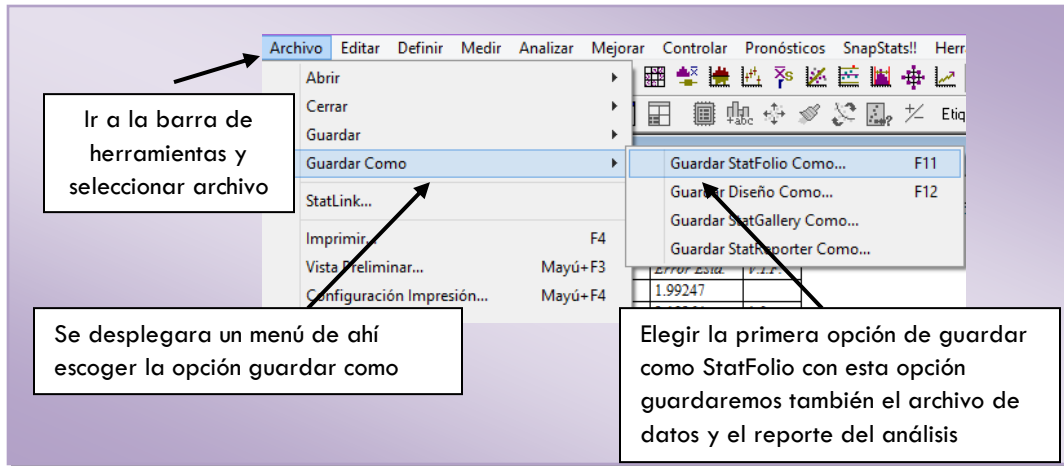 Archivo Editar Definir Medir Analizar Mejorar Controlar Pronósticos SnapStats!! Herr
Abrir
Cerrar
Guardar
Guardar Como
StatLink...
Imprimir... F4
Vista Preliminar... Mayú+F3
Configuración Impresión... Mayú+F4
Etiq
Guardar StatFolio Como... F11
Guardar Diseño Como... F12
Guardar StatGallery Como...
Guardar StatReporter Como...
Error Está. V.I.F.
1.99247
Ir a la barra de
herramientas y
seleccionar archivo
Se desplegara un menú de ahí
escoger la opción guardar como
Elegir la primera opción de guardar
como StatFolio con esta opción
guardaremos también el archivo de
datos y el reporte del análisis